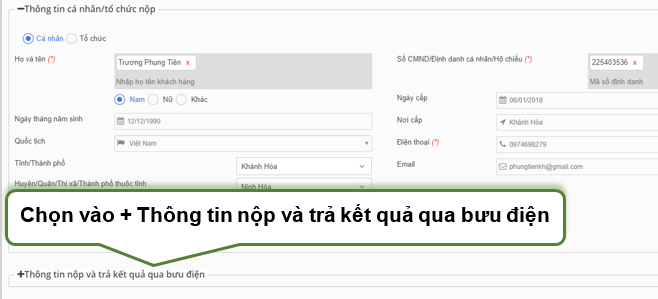 Thông tin cá nhân/tổ chức nộp
Cá nhân Tổ chức
Họ và tên (*) Trương Phụng Tiên x Số CMND/Định danh cá nhân/Hộ chiếu (*) 225403536 x
Nhập họ tên khách hàng Mã số định danh
Nam Nữ Khác Ngày cấp 08/01/2018
Ngày tháng năm sinh 12/12/1990 Nơi cấp Khánh Hòa
Quốc tịch Việt Nam Điện thoại (*) 0974698279
Tỉnh/Thành phố Khánh Hòa Email phungtienkh@gmail.com
Huyện/Quận/Thị xã/Thành phố thuộc tỉnh Ninh Hòa
Chọn vào + Thông tin nộp và trả kết quả qua bưu điện
+Thông tin nộp và trả kết quả qua bưu điện